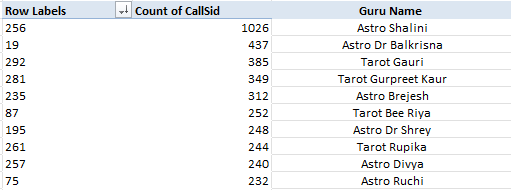 Row Labels Count of CallSid Guru Name
256 1026 Astro Shalini
19 437 Astro Dr Balkrisna
292 385 Tarot Gauri
281 349 Tarot Gurpreet Kaur
235 312 Astro Brejesh
87 252 Tarot Bee Riya
195 248 Astro Dr Shrey
261 244 Tarot Rupika
257 240 Astro Divya
75 232 Astro Ruchi